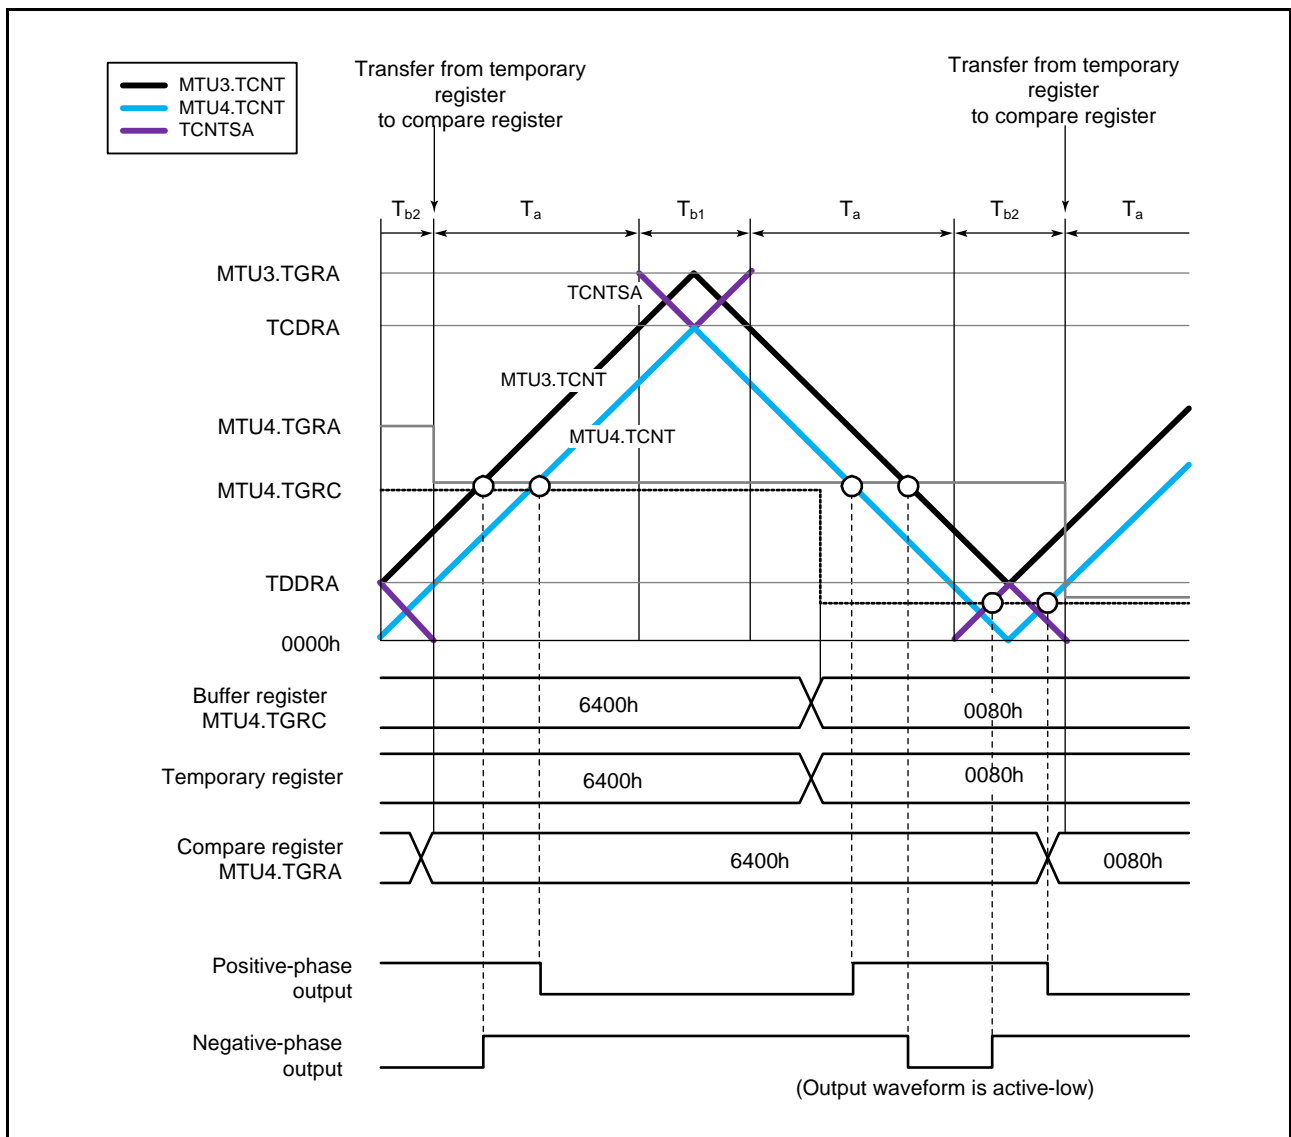 MTU3.TCNT
MTU4.TCNT
TCNTSA
Transfer from temporary
register
to compare register
Transfer from temporary
register
to compare register
Tb2
Ta
Tb1
Ta
Tb2
Ta
MTU3.TGRA
TCNTSA
TCDRA
MTU3.TCNT
MTU4.TGRA
MTU4.TCNT
MTU4.TGRC
TDDRA
0000h
Buffer register
MTU4.TGRC
6400h
0080h
Temporary register
6400h
0080h
Compare register
MTU4.TGRA
6400h
0080h
Positive-phase
output
Negative-phase
output
(Output waveform is active-low)